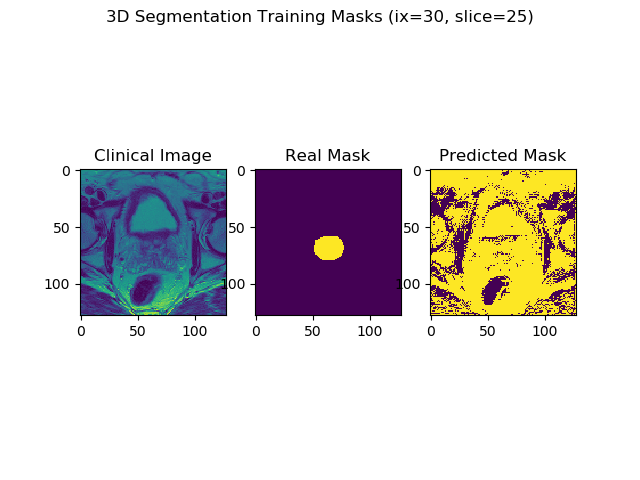 3D Segmentation Training Masks (ix=30, slice=25)
Clinical Image Real Mask Predicted Mask
0 0 0
50 50 50
100 100 100
0 50 100 0 50 100 0 50 100